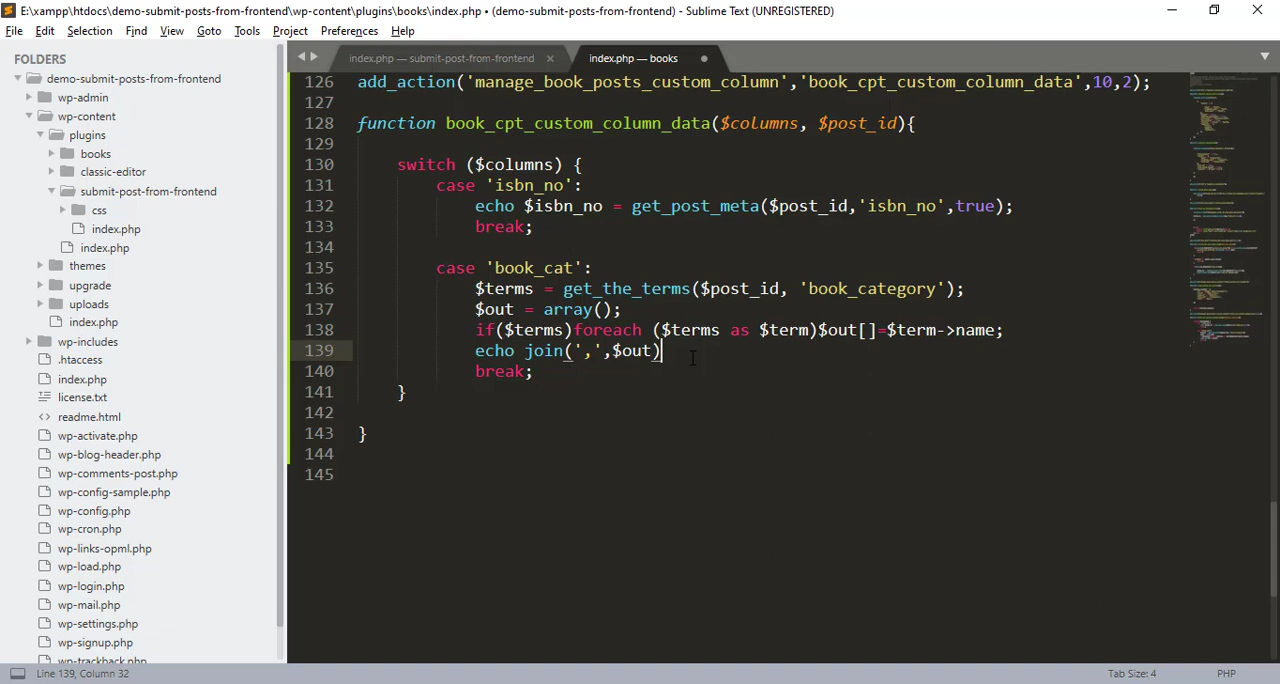 E:\xampp\htdocs\demo-submit-posts-from-frontend\wp-content\plugins\books\index.php • (demo-submit-posts-from-frontend) - Sublime Text (UNREGISTERED)
File Edit Selection Find View Goto Tools Project Preferences Help
FOLDERS
demo-submit-posts-from-frontend
wp-admin
wp-content
plugins
books
classic-editor
submit-post-from-frontend
css
index.php
index.php
themes
upgrade
uploads
index.php
wp-includes
.htaccess
index.php
license.txt
readme.html
wp-activate.php
wp-blog-header.php
wp-comments-post.php
wp-config-sample.php
wp-config.php
wp-cron.php
wp-links-opml.php
wp-load.php
wp-login.php
wp-mail.php
wp-settings.php
wp-signup.php
wp-trackback.php
index.php — submit-post-from-frontend
index.php — books
126 add_action('manage_book_posts_custom_column','book_cpt_custom_column_data',10,2);
127
128 function book_cpt_custom_column_data($columns, $post_id){
129
130 switch ($columns) {
131 case 'isbn_no':
132 echo $isbn_no = get_post_meta($post_id,'isbn_no',true);
133 break;
134
135 case 'book_cat':
136 $terms = get_the_terms($post_id, 'book_category');
137 $out = array();
138 if($terms)foreach ($terms as $term)$out[]=$term->name;
139 echo join(',',$out)
140 break;
141 }
142
143 }
144
145
Line 139, Column 32
Tab Size: 4
PHP